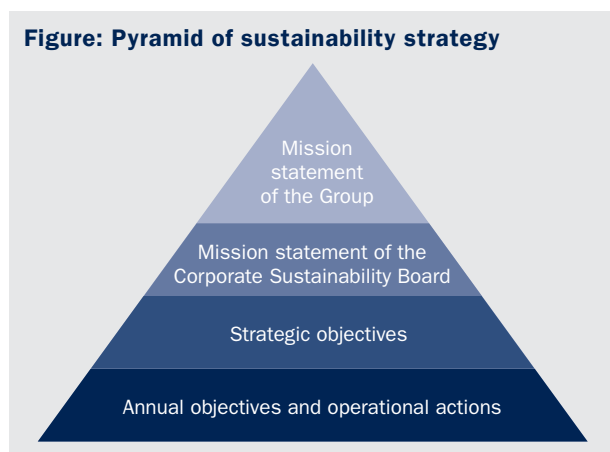 Figure: Pyramid of sustainability strategy
Mission
statement
of the Group
Mission statement of the
Corporate Sustainability Board
Strategic objectives
Annual objectives and operational actions